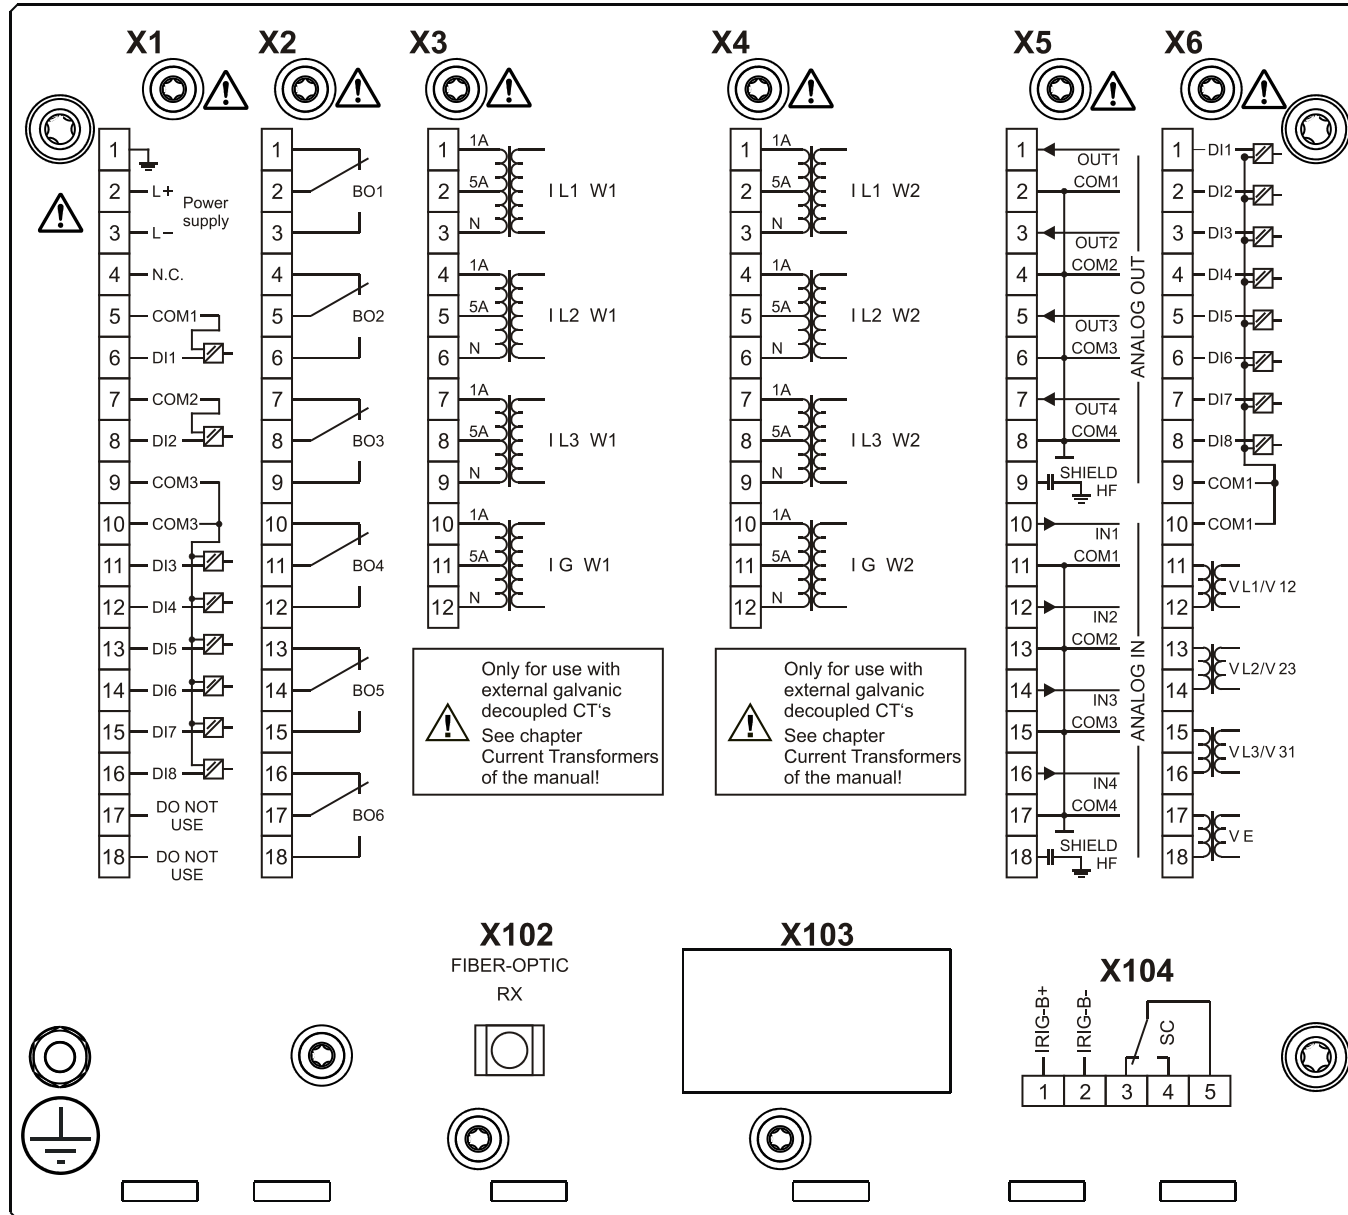 X1
1
2 L+
Power
supply
3 L–
4 N.C.
5 COM1
6 DI1
7 COM2
8 DI2
9 COM3
10 COM3
11 DI3
12 DI4
13 DI5
14 DI6
15 DI7
16 DI8
17 DO NOT
USE
18 DO NOT
USE
X2
1
2 BO1
3
4
5 BO2
6
7
8 BO3
9
10
11 BO4
12
13
14 BO5
15
16
17 BO6
18
X3
1 1A
2 5A I L1 W1
3 N
4 1A
5 5A I L2 W1
6 N
7 1A
8 5A I L3 W1
9 N
10 1A
11 5A I G W1
12 N
Only for use with
external galvanic
decoupled CT‘s
See chapter
Current Transformers
of the manual!
X4
1 1A
2 5A I L1 W2
3 N
4 1A
5 5A I L2 W2
6 N
7 1A
8 5A I L3 W2
9 N
10 1A
11 5A I G W2
12 N
Only for use with
external galvanic
decoupled CT‘s
See chapter
Current Transformers
of the manual!
X5
1 OUT1
2 COM1
3 OUT2
4 COM2
5 OUT3
6 COM3
7 OUT4
8 COM4
9 SHIELD
HF
ANALOG OUT
10 IN1
11 COM1
12 IN2
13 COM2
14 IN3
15 COM3
16 IN4
17 COM4
18 SHIELD
HF
ANALOG IN
X6
1 DI1
2 DI2
3 DI3
4 DI4
5 DI5
6 DI6
7 DI7
8 DI8
9 COM1
10 COM1
11
VL1/V 12
12
13
VL2/V 23
14
15
VL3/V 31
16
17
V E
18
X102
FIBER-OPTIC
RX
X103
X104
IRIG-B+
IRIG-B-
SC
1 2 3 4 5